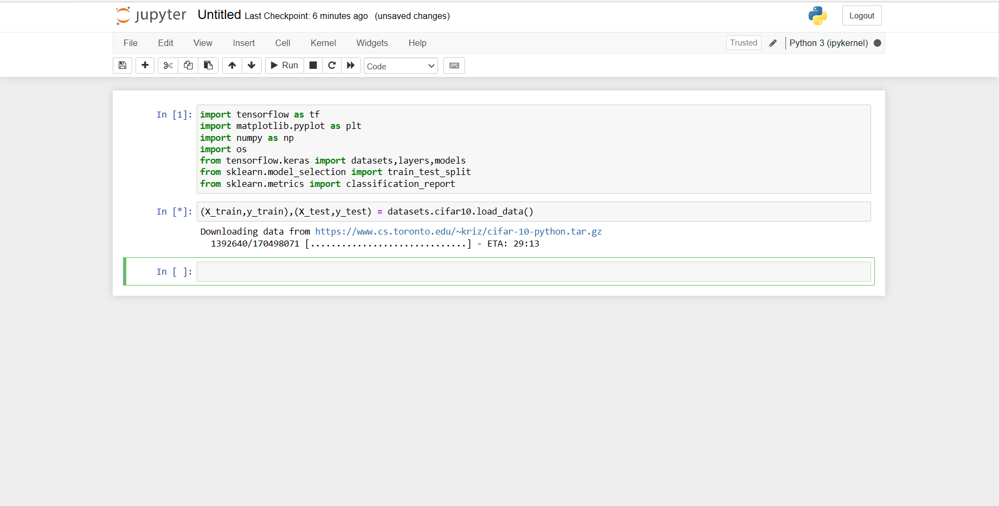 jupyter Untitled Last Checkpoint: 6 minutes ago (unsaved changes) Logout
File Edit View Insert Cell Kernel Widgets Help Trusted Python 3 (ipykernel)
Run Code
In [1]: import tensorflow as tf
import matplotlib.pyplot as plt
import numpy as np
import os
from tensorflow.keras import datasets,layers,models
from sklearn.model_selection import train_test_split
from sklearn.metrics import classification_report
In [*]: (X_train,y_train),(X_test,y_test) = datasets.cifar10.load_data()
Downloading data from https://www.cs.toronto.edu/~kriz/cifar-10-python.tar.gz
1392640/170498071 [..............................] - ETA: 29:13
In [ ]: